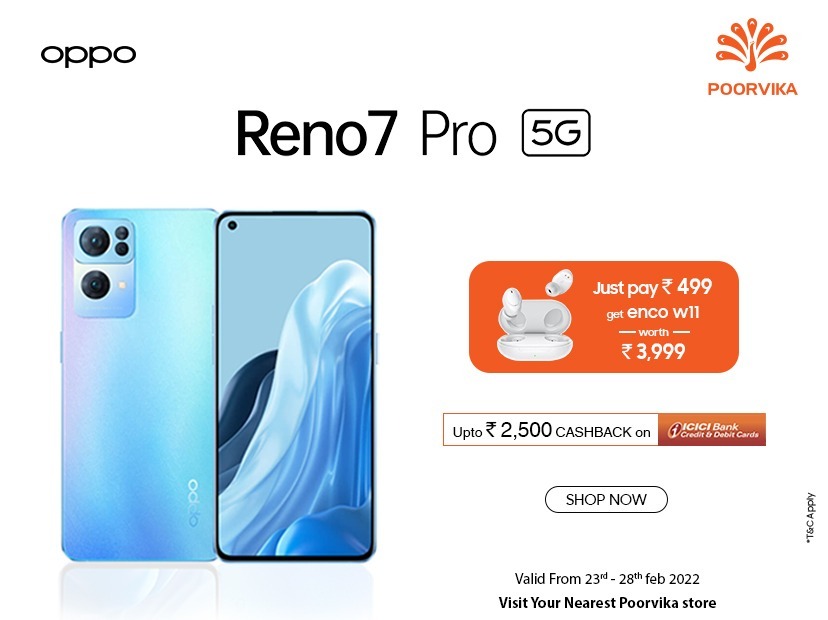 oppo
POORVIKA
Reno7 Pro 5G
oppo
Just pay ₹ 499
get enco w11
worth
₹ 3,999
Upto ₹ 2,500 CASHBACK on
ICICI Bank
Credit & Debit Cards
SHOP NOW
*T&C Apply
Valid From 23rd - 28th feb 2022
Visit Your Nearest Poorvika store